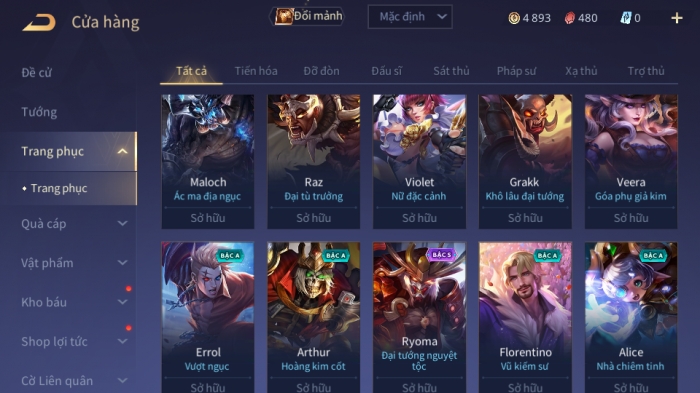 Cửa hàng
Đổi mảnh
Mặc định
4 893
480
0
Đề cử
Tướng
Trang phục
Trang phục
Quà cáp
Vật phẩm
Kho báu
Shop lợi tức
Cờ Liên quân
Tất cả Tiến hóa Đỡ đòn Đấu sĩ Sát thủ Pháp sư Xạ thủ Trợ thủ
Maloch
Ác ma địa ngục
Sở hữu
Raz
Đại tù trưởng
Sở hữu
Violet
Nữ đặc cảnh
Sở hữu
Grakk
Khô lâu đại tướng
Sở hữu
Veera
Góa phụ giả kim
Sở hữu
BẬC A
Errol
Vượt ngục
Sở hữu
BẬC A
Arthur
Hoàng kim cốt
Sở hữu
BẬC S
Ryoma
Đại tướng nguyệt
tộc
Sở hữu
BẬC A
Florentino
Vũ kiếm sư
Sở hữu
BẬC A
Alice
Nhà chiêm tinh
Sở hữu